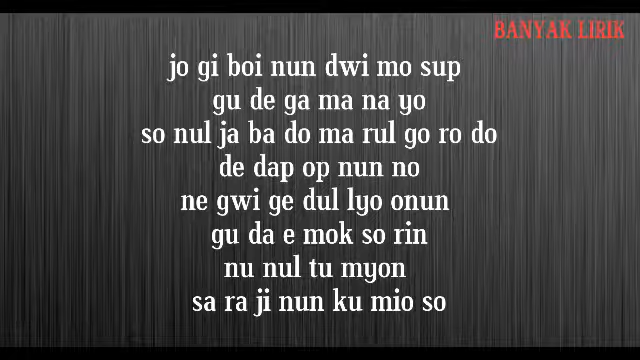 BANYAK LIRIK
jo gi boi nun dwi mo sup
gu de ga ma na yo
so nul ja ba do ma rul go ro do
de dap op nun no
ne gwi ge dul lyo onun
gu da e mok so rin
nu nul tu myon
sa ra ji nun ku mio so